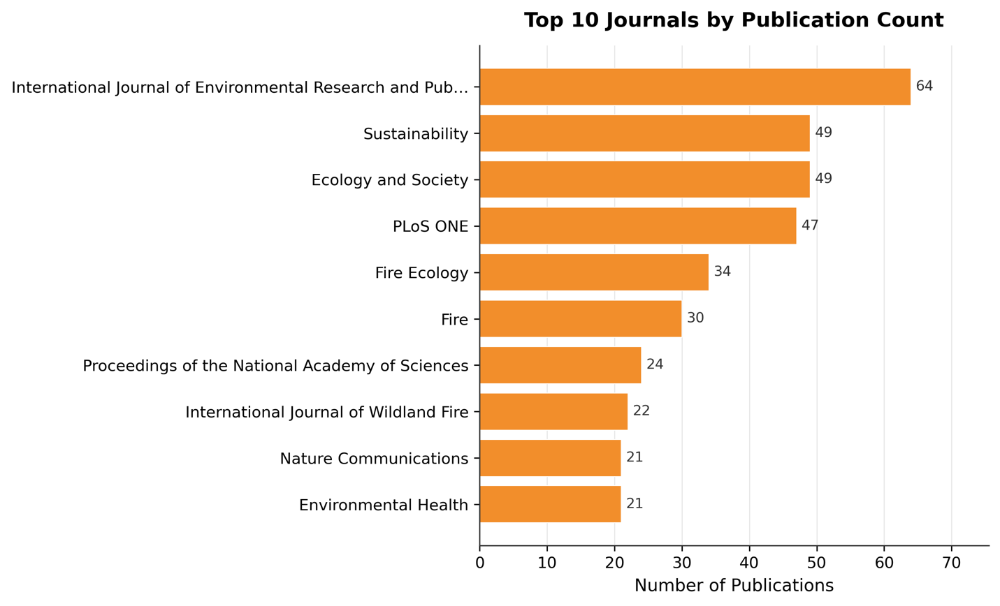 Top 10 Journals by Publication Count
International Journal of Environmental Research and Pub... 64
Sustainability 49
Ecology and Society 49
PLoS ONE 47
Fire Ecology 34
Fire 30
Proceedings of the National Academy of Sciences 24
International Journal of Wildland Fire 22
Nature Communications 21
Environmental Health 21
0 10 20 30 40 50 60 70
Number of Publications